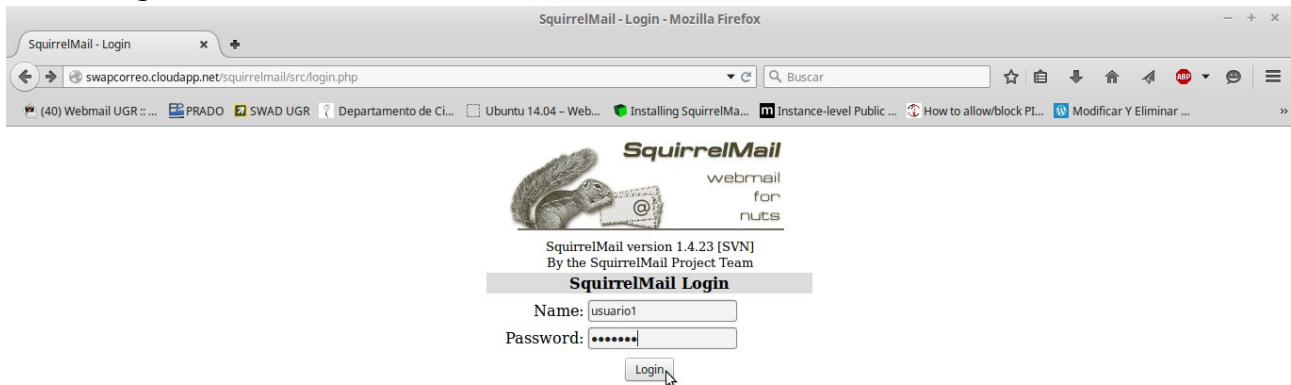 SquirrelMail - Login - Mozilla Firefox
SquirrelMail - Login
swapcorreo.cloudapp.net/squirrelmail/src/login.php
Buscar
ABP
(40) Webmail UGR :: ... PRADO SWAD UGR Departamento de Ci... Ubuntu 14.04 – Web... Installing SquirrelMa... Instance-level Public ... How to allow/block PI... Modificar Y Eliminar ... »
SquirrelMail
webmail
for
nuts
@
SquirrelMail version 1.4.23 [SVN]
By the SquirrelMail Project Team
SquirrelMail Login
Name: usuario1
Password: •••••••
Login